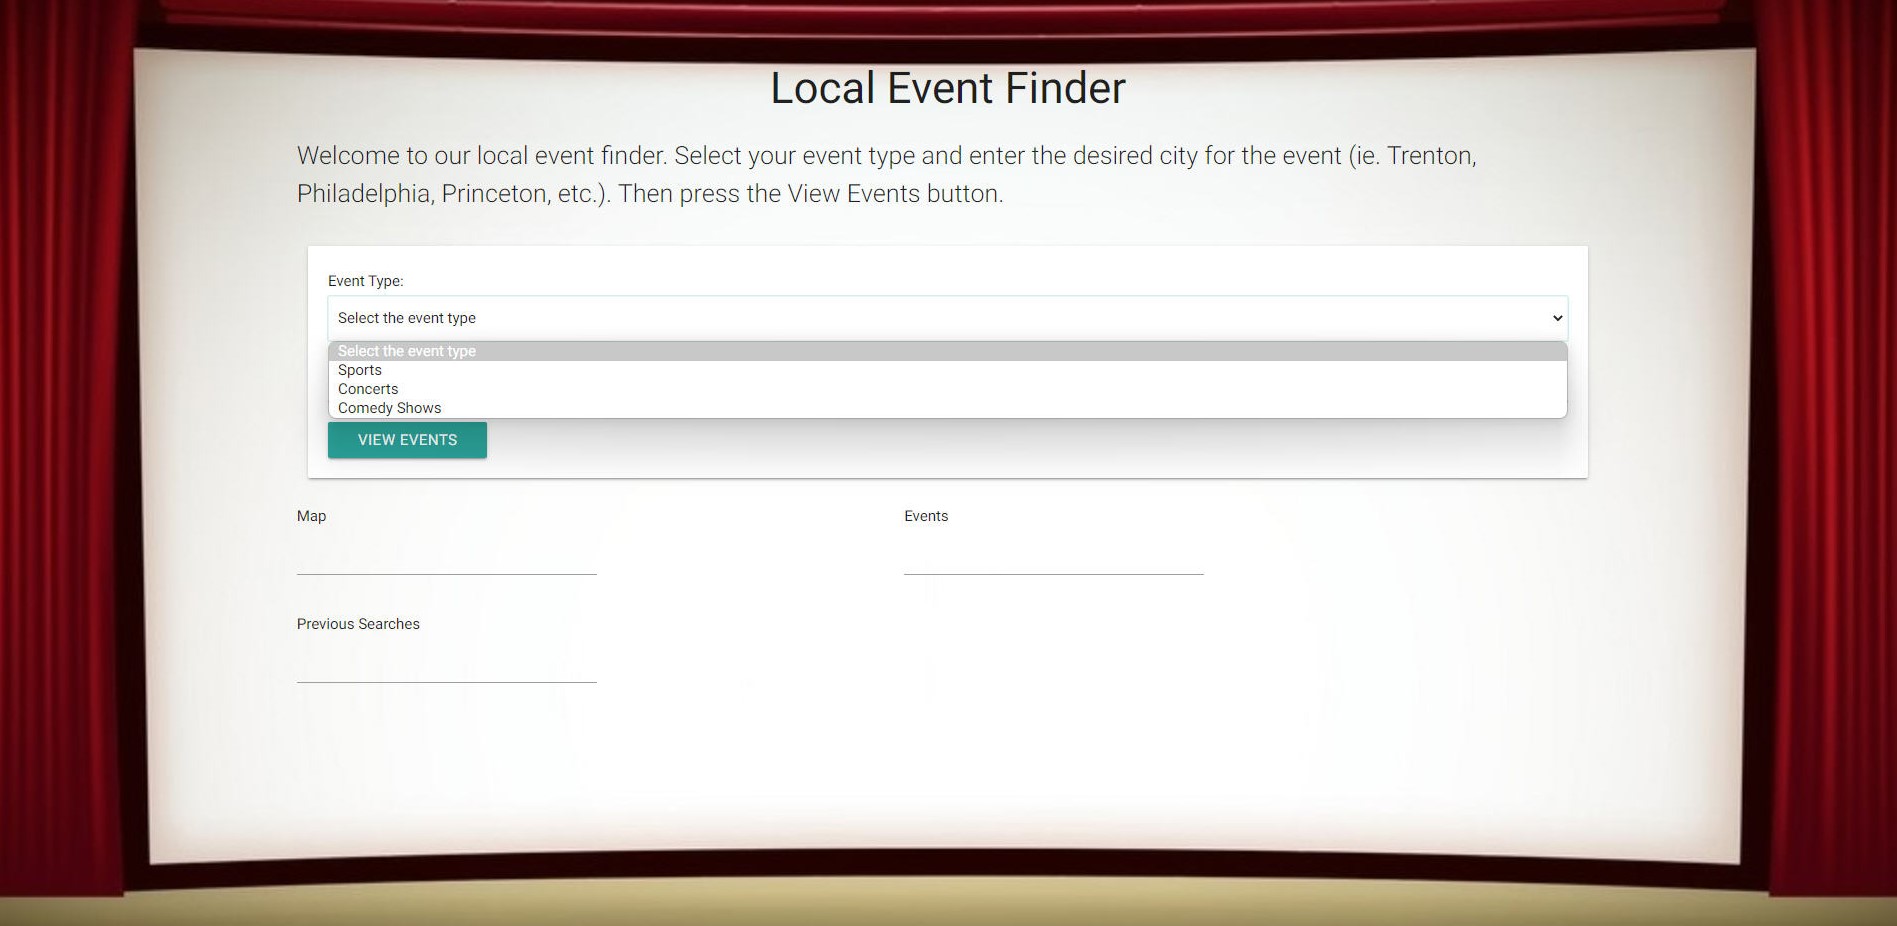 Local Event Finder
Welcome to our local event finder. Select your event type and enter the desired city for the event (ie. Trenton,
Philadelphia, Princeton, etc.). Then press the View Events button.
Event Type:
Select the event type
Select the event type
Sports
Concerts
Comedy Shows
VIEW EVENTS
Map
Events
Previous Searches